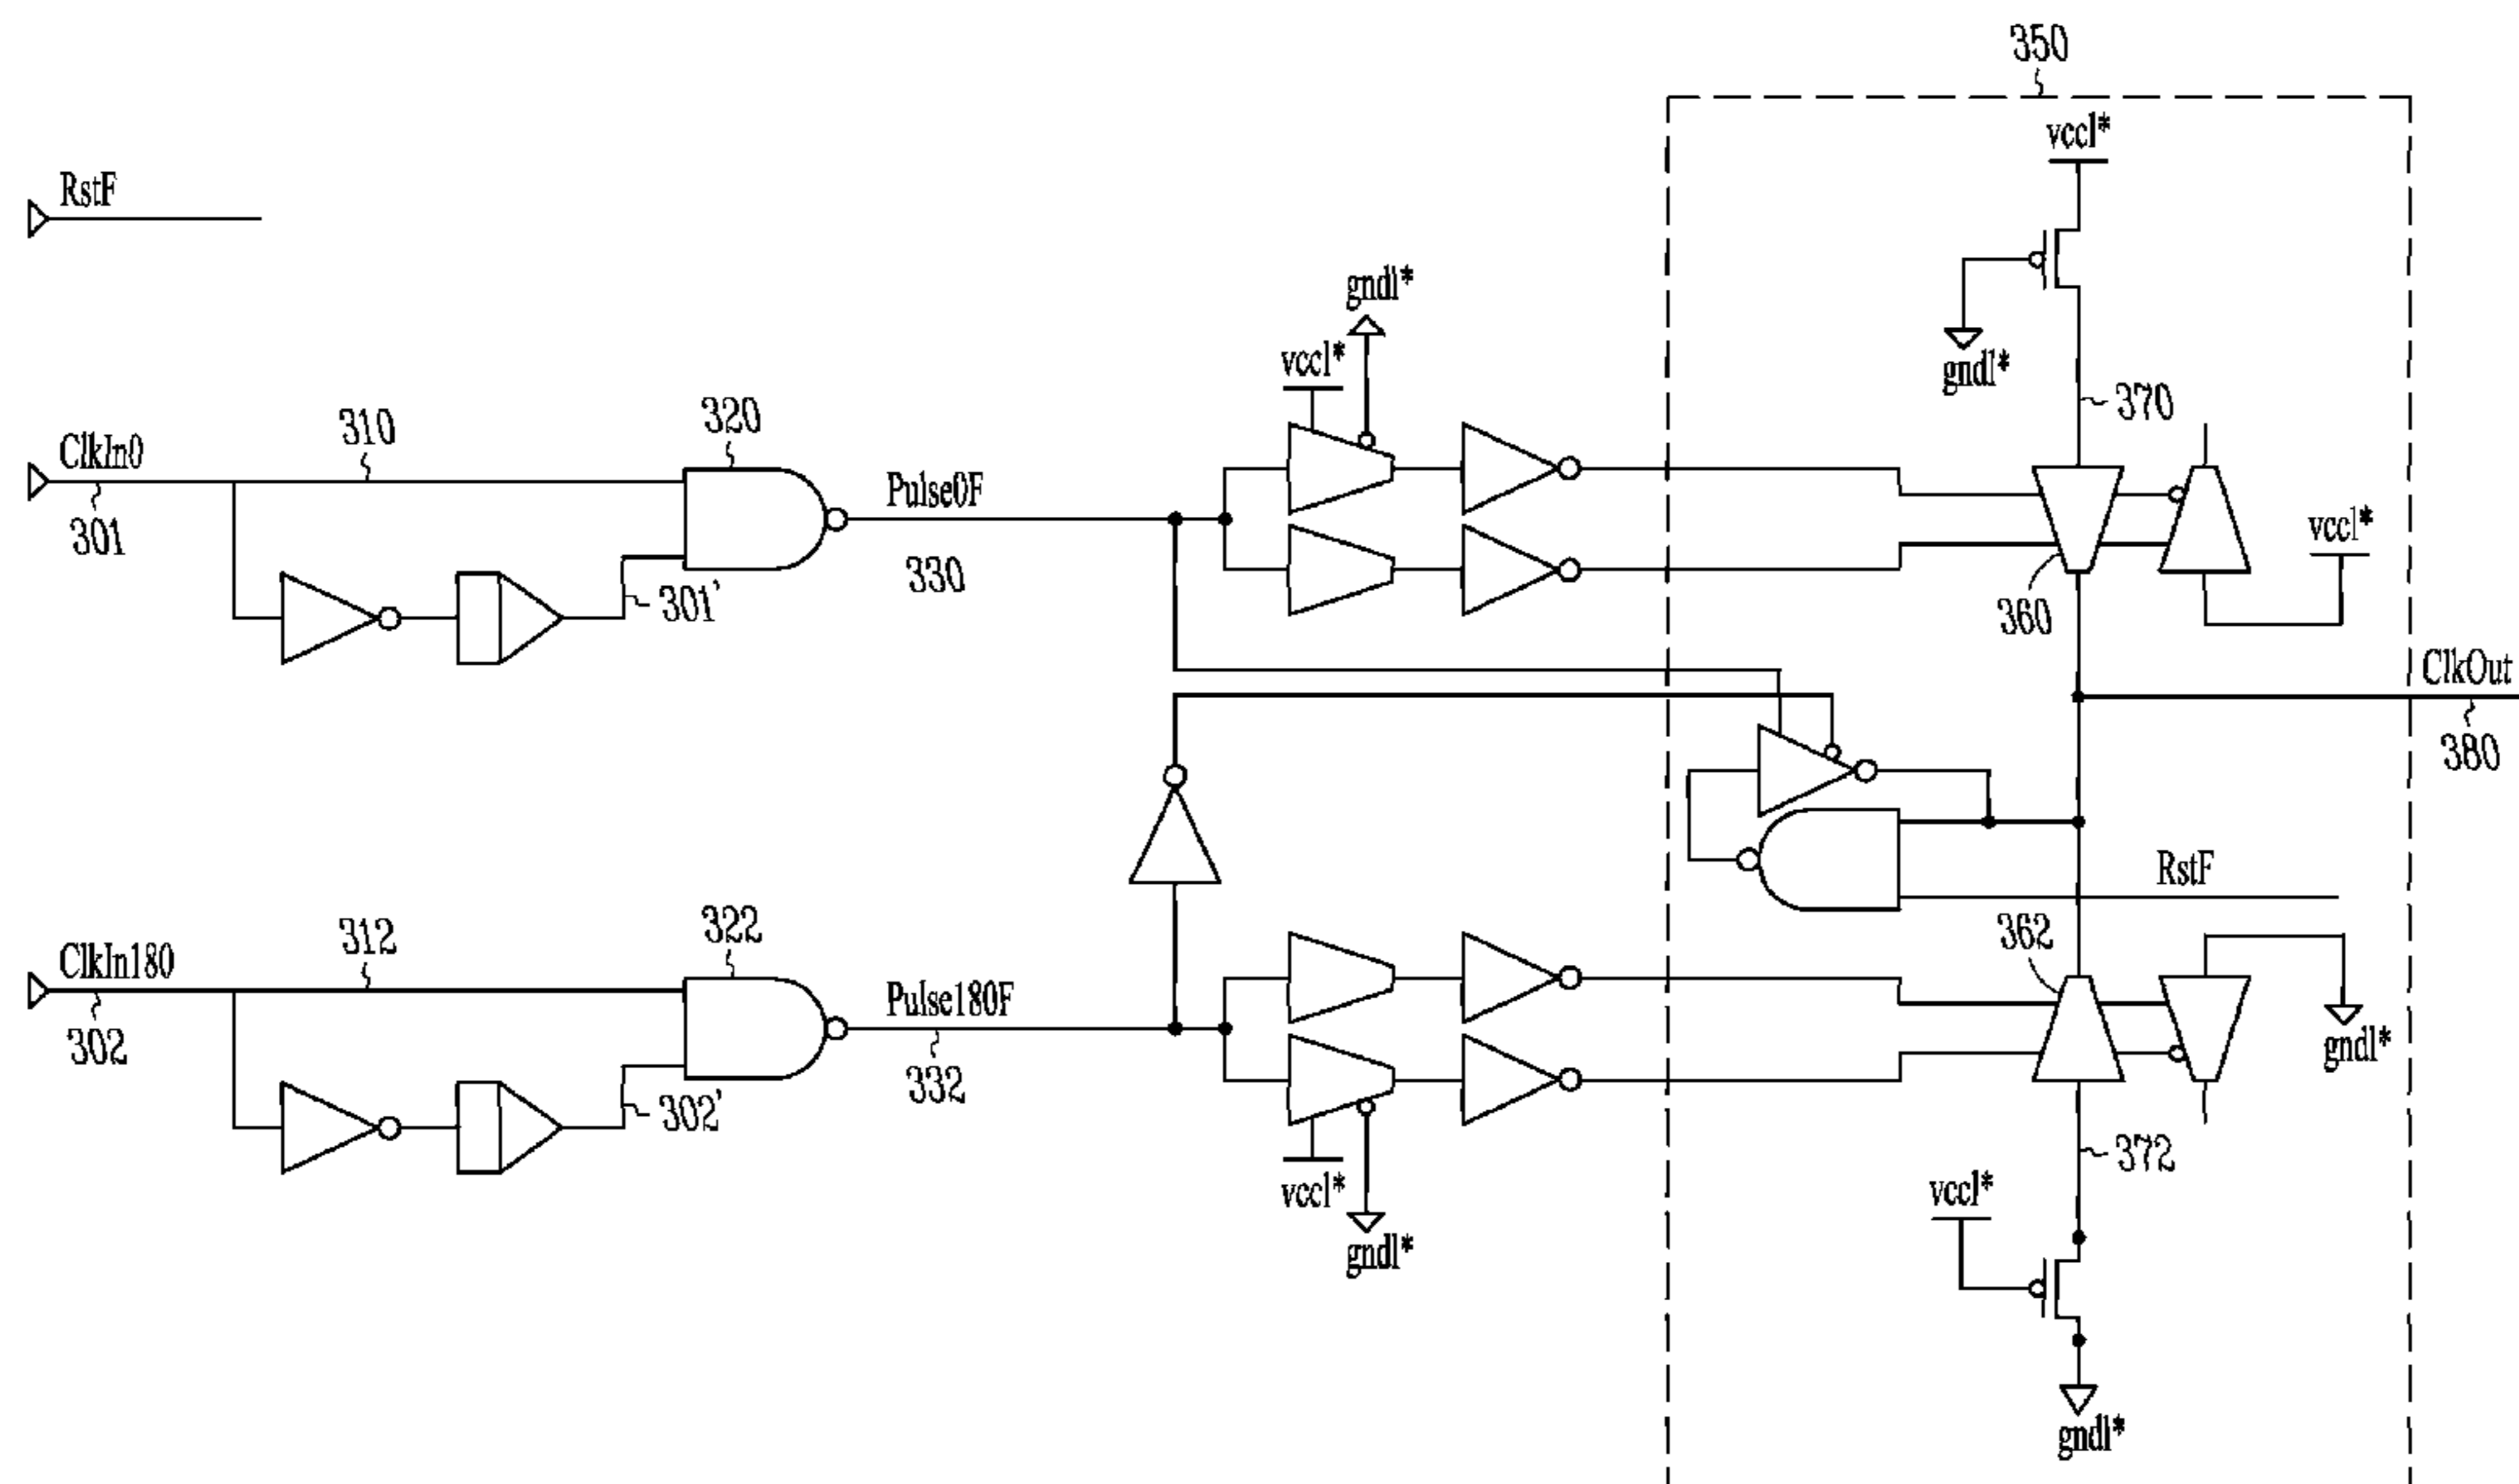 350
vccl*
RstF
gndl*
vccl*
gndl*
370
ClkIn0
310
320
301
Pulse0F
330
301'
vccl*
360
ClkOut
380
RstF
ClkIn180
312
322
362
302
Pulse180F
332
302'
gndl*
372
vccl*
vccl*
gndl*
gndl*